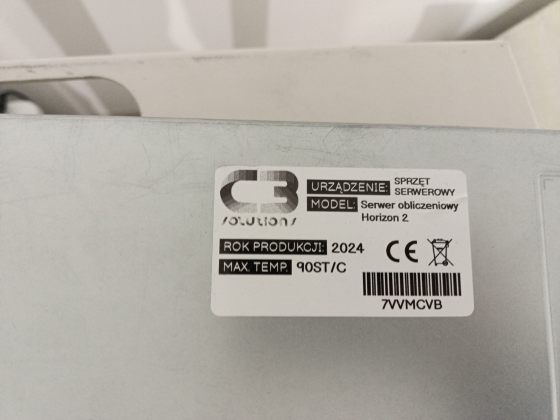 C3
solutions
URZĄDZENIE: SPRZĘT SERWEROWY
MODEL: Serwer obliczeniowy
Horizon 2
ROK PRODUKCJI: 2024
MAX. TEMP. 90ST/C
CE
7VVMCVB